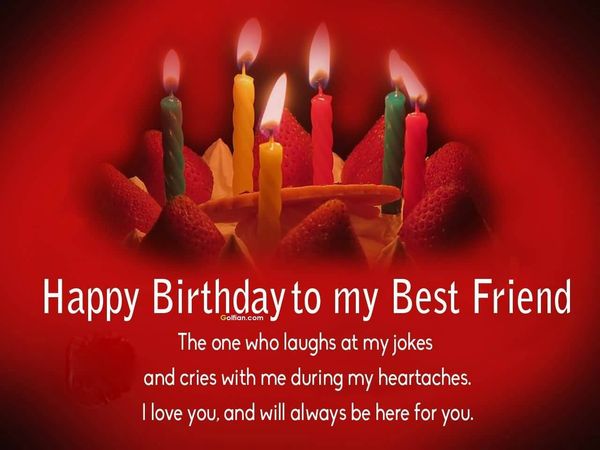 Happy Birthday to my Best Friend
Golfian.com
The one who laughs at my jokes
and cries with me during my heartaches.
I love you, and will always be here for you.